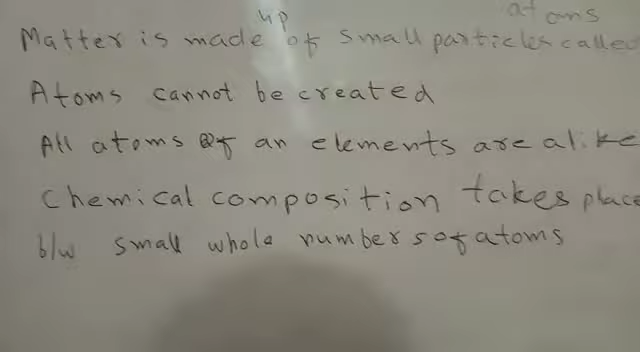 Matter is made up of small particles called atoms
Atoms cannot be created
All atoms of an elements are alike
Chemical composition takes place
b/w small whole numbers of atoms